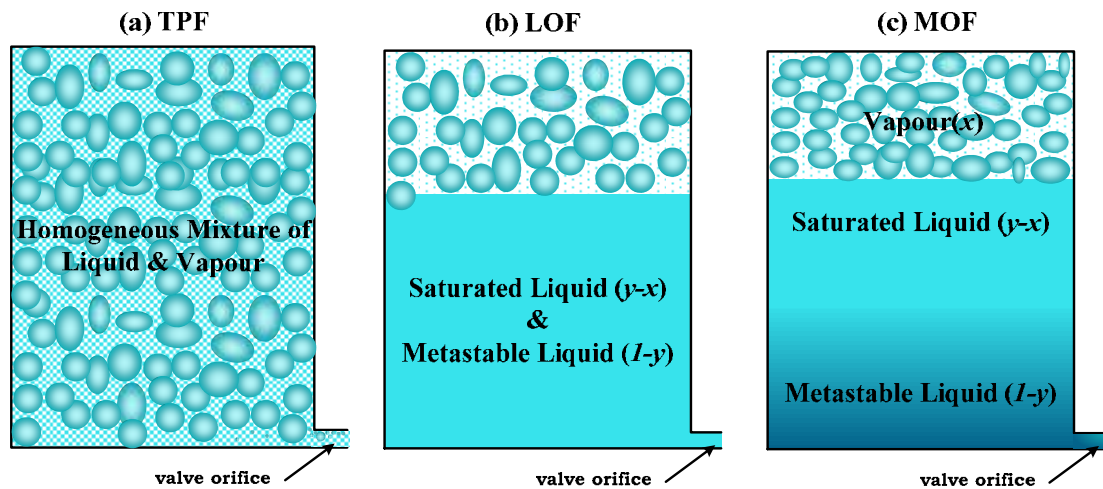 (a) TPF
(b) LOF
(c) MOF
Homogeneous Mixture of
Liquid & Vapour
valve orifice
Saturated Liquid (y-x)
&
Metastable Liquid (1-y)
valve orifice
Vapour(x)
Saturated Liquid (y-x)
Metastable Liquid (1-y)
valve orifice